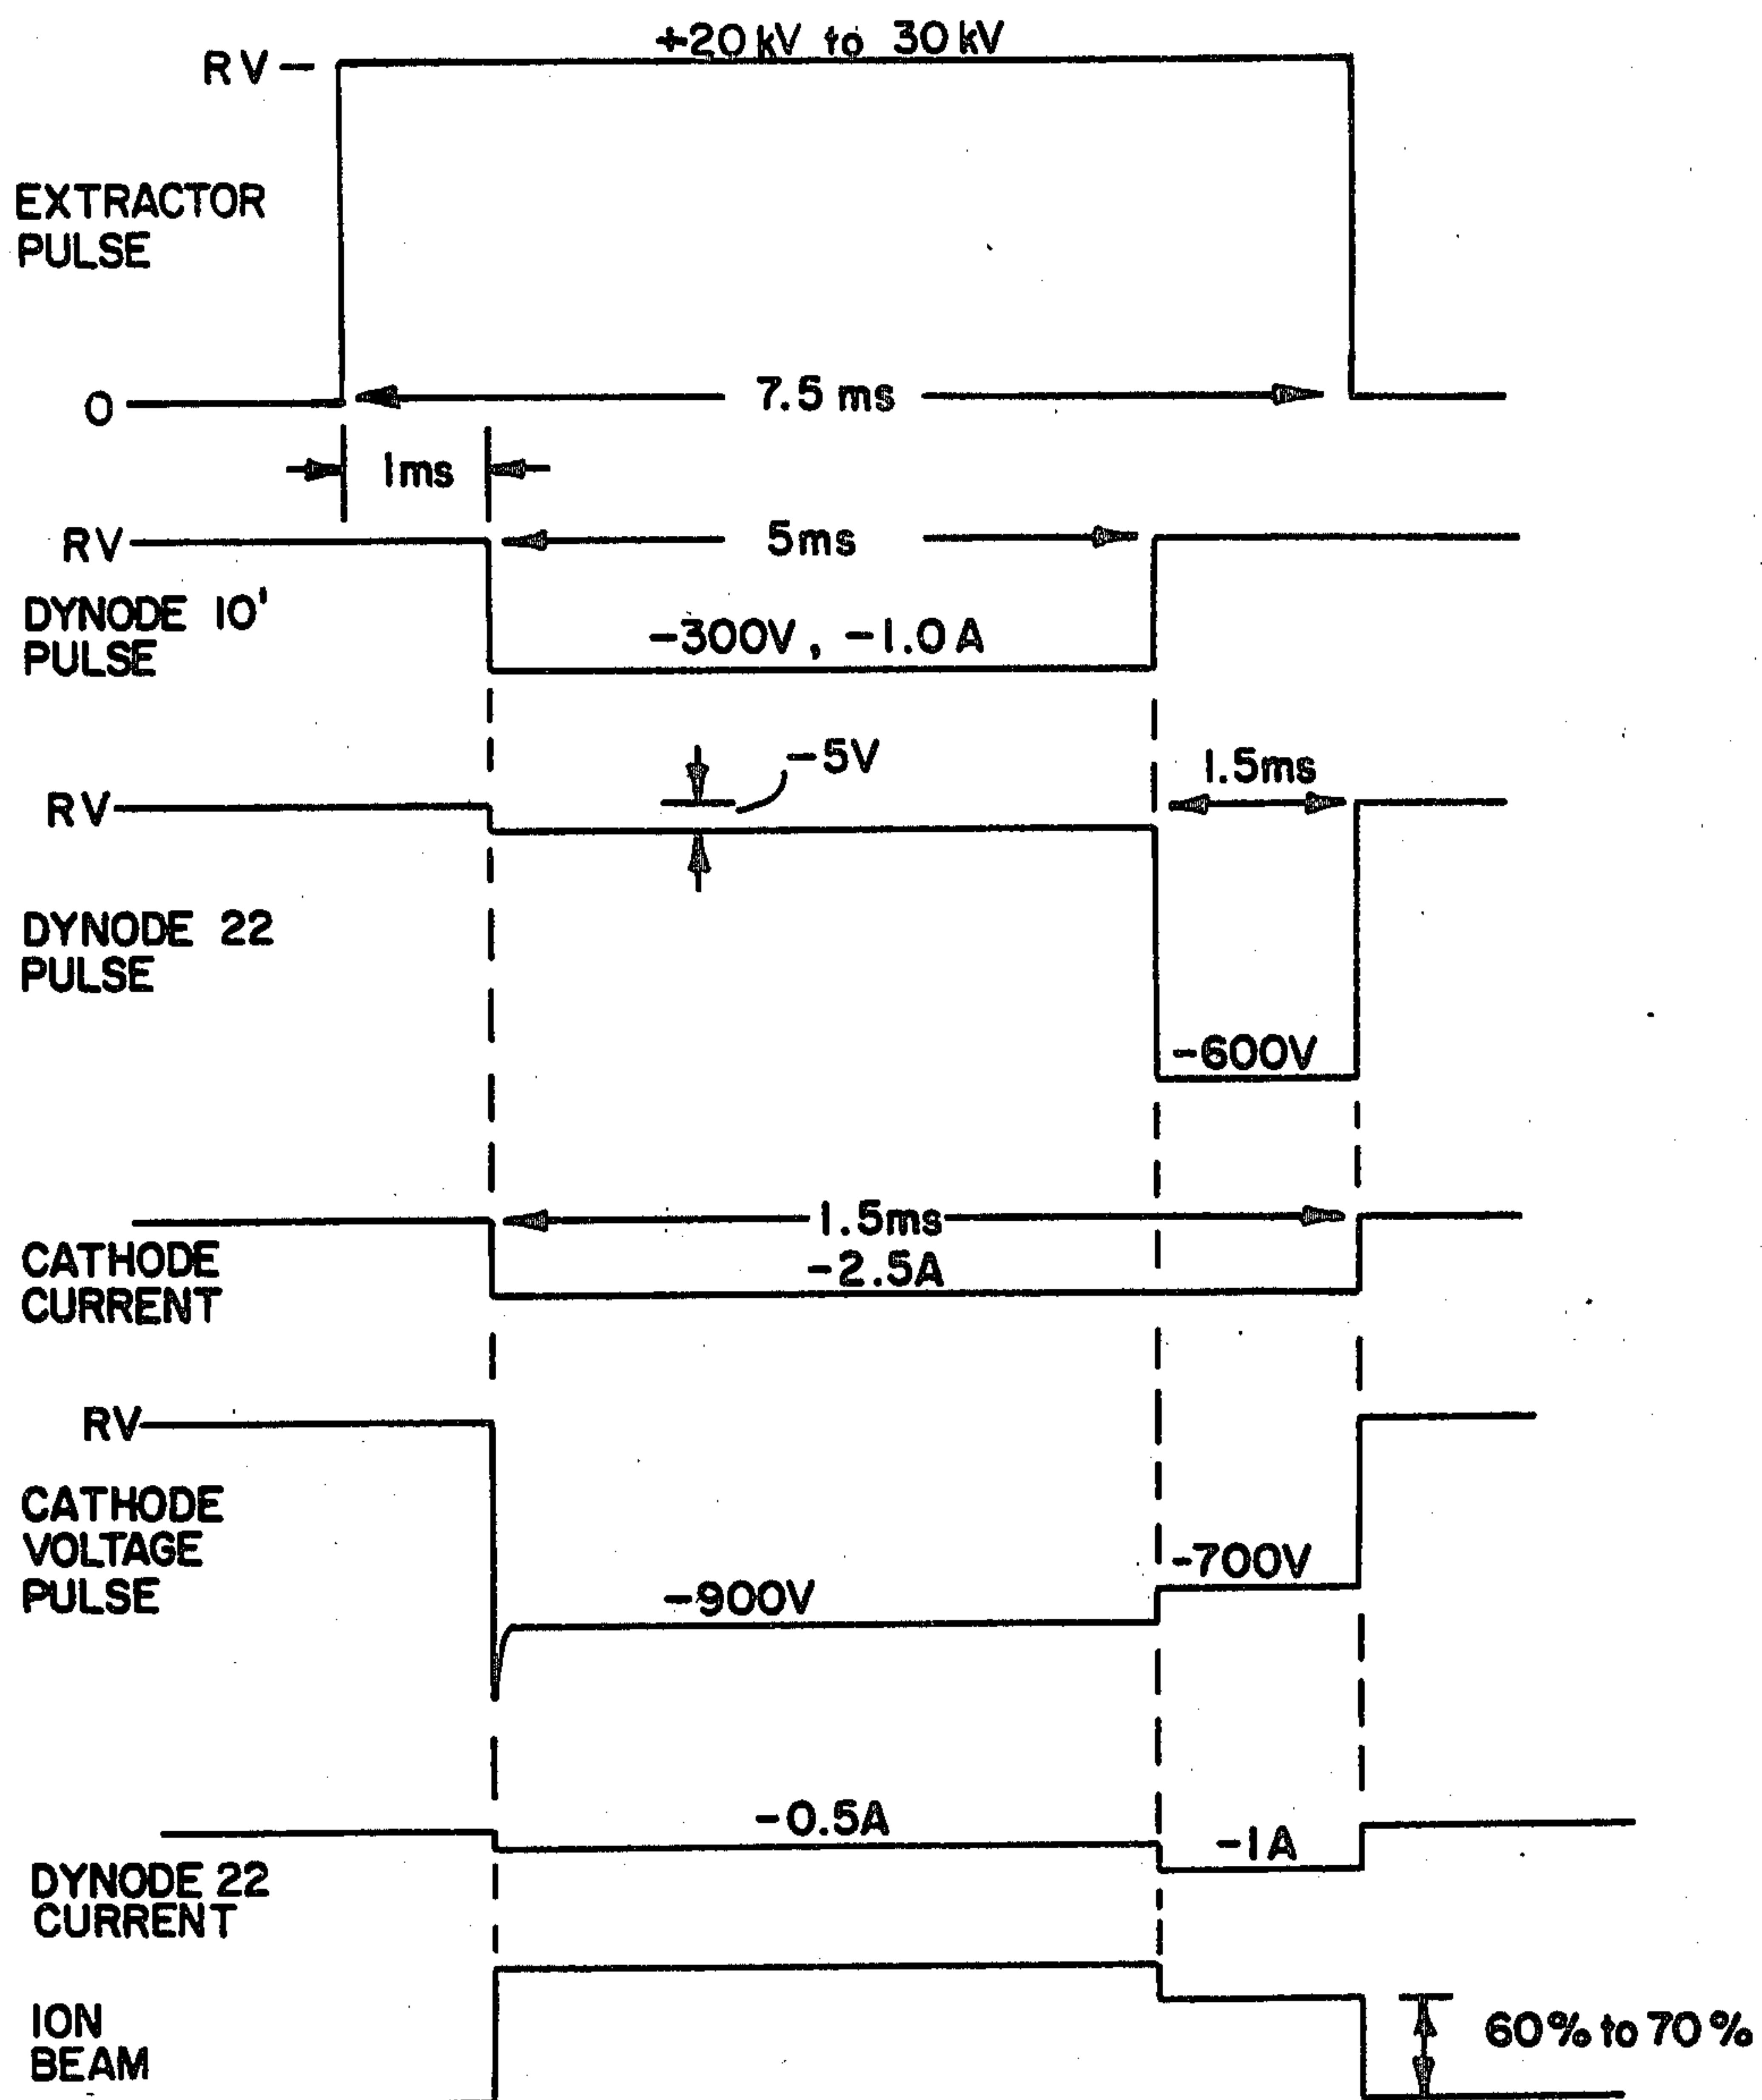 +20 kV to 30 kV
RV
EXTRACTOR
PULSE
0
7.5 ms
1ms
RV
5ms
DYNODE 10'
PULSE
-300V, -1.0 A
-5V
1.5ms
RV
DYNODE 22
PULSE
-600V
1.5ms
-2.5A
CATHODE
CURRENT
RV
CATHODE
VOLTAGE
PULSE
-700V
-900V
-0.5A
-1A
DYNODE 22
CURRENT
ION
BEAM
60% to 70%